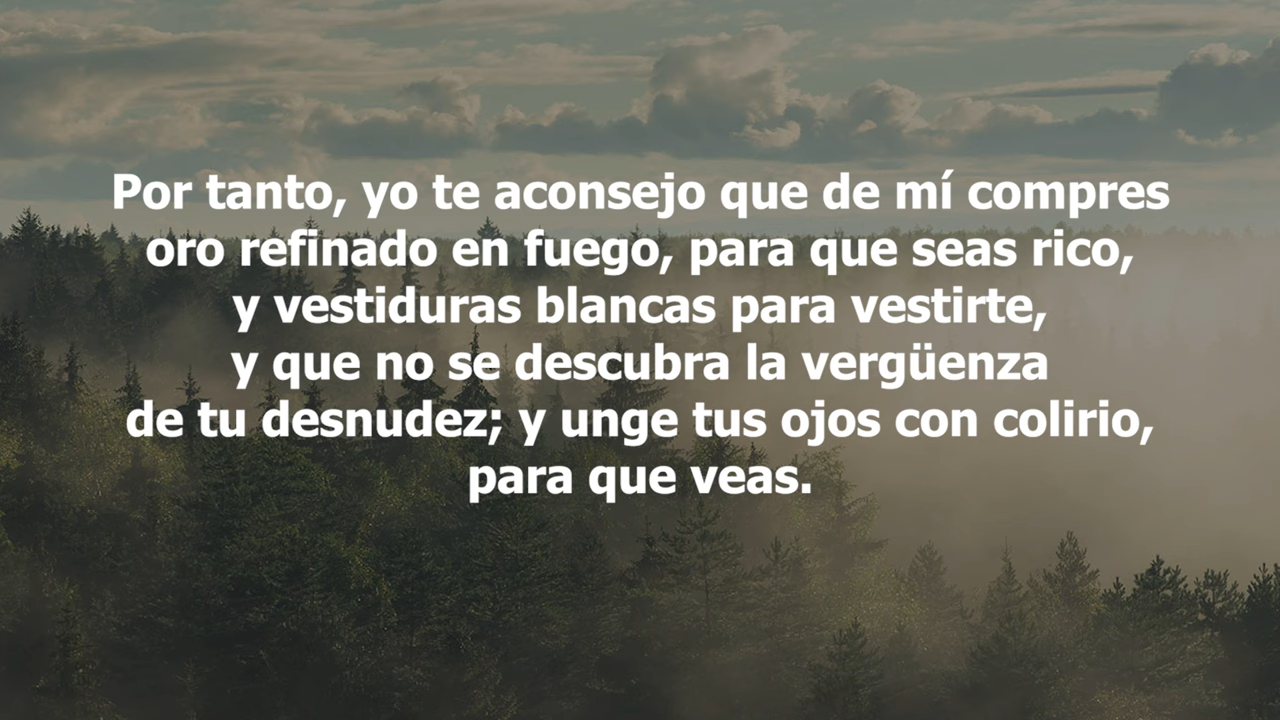 Por tanto, yo te aconsejo que de mí compres
oro refinado en fuego, para que seas rico,
y vestiduras blancas para vestirte,
y que no se descubra la vergüenza
de tu desnudez; y unge tus ojos con colirio,
para que veas.